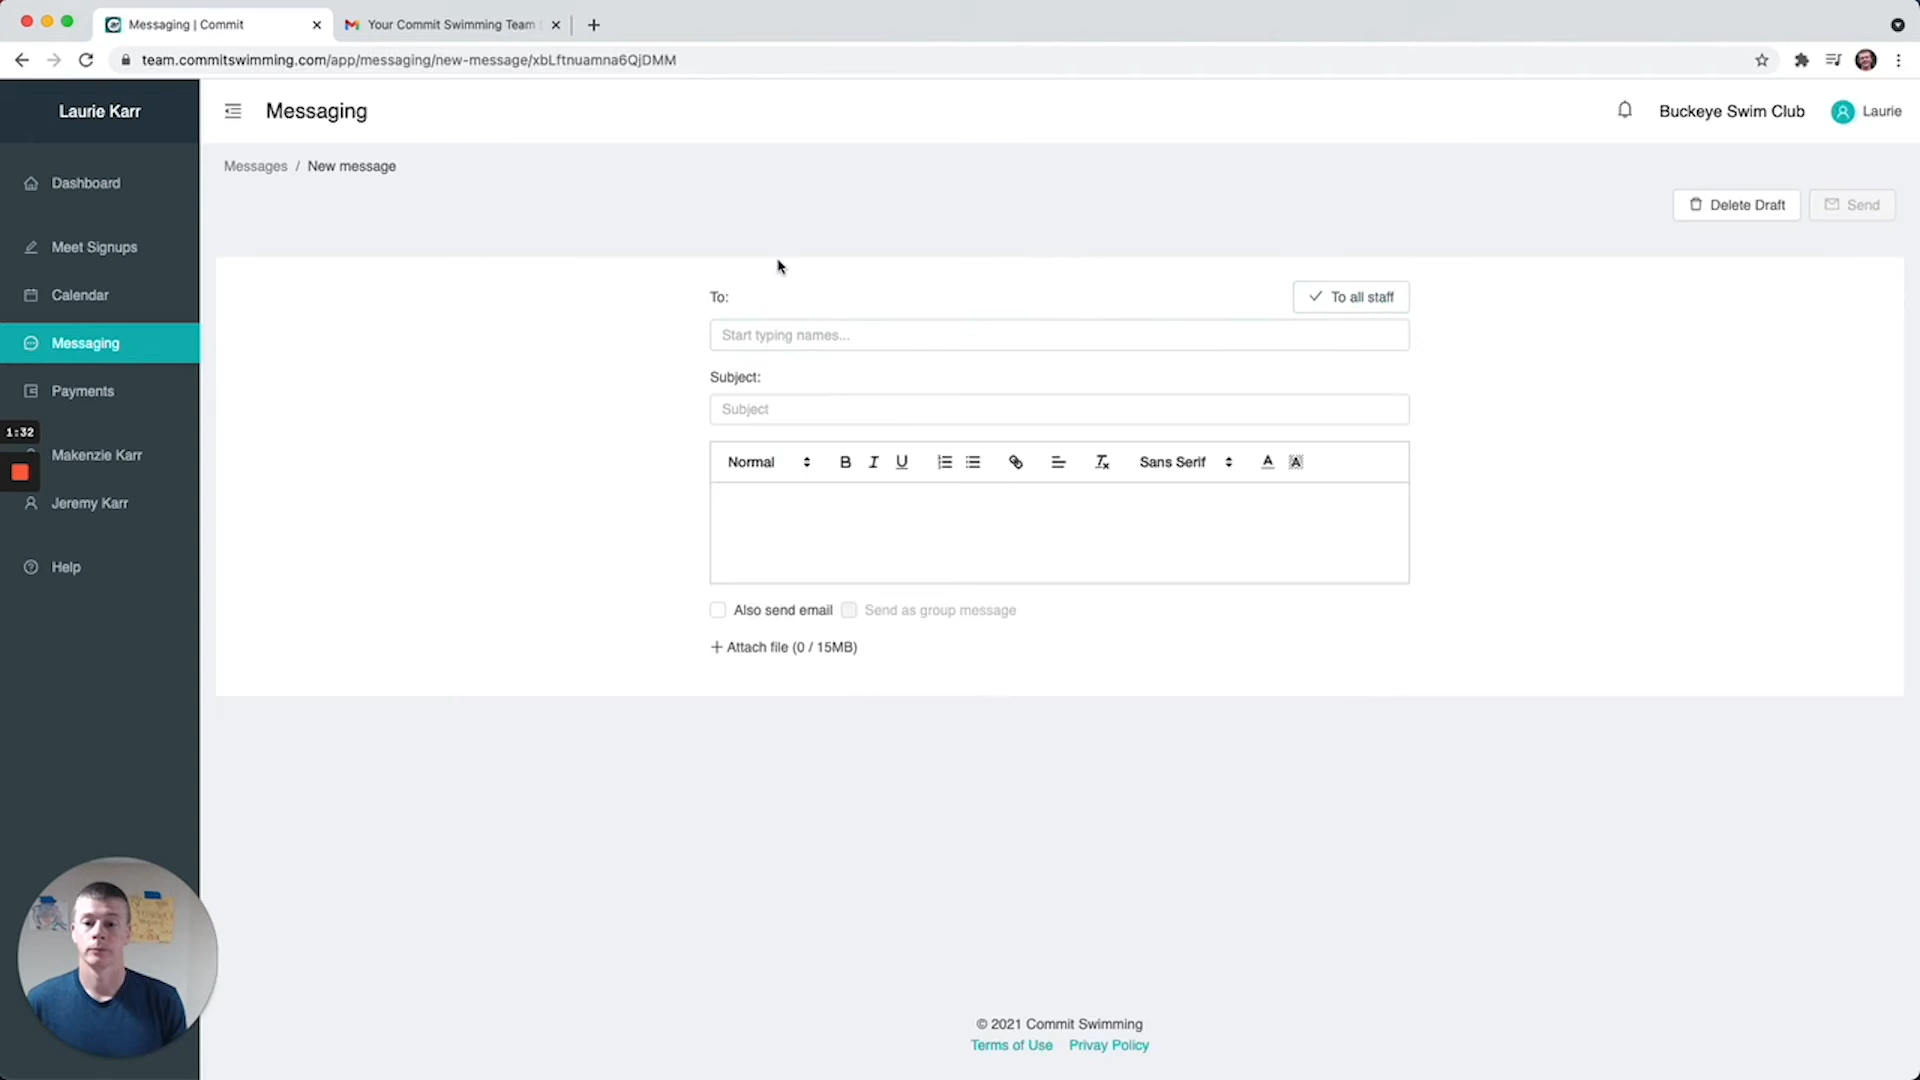 Messaging | Commit
Your Commit Swimming Team
team.commitswimming.com/app/messaging/new-message/xbLftnuamna6QjDMM
Laurie Karr
Messaging
Buckeye Swim Club
Laurie
Messages / New message
Dashboard
Delete Draft
Send
Meet Signups
Calendar
To:
To all staff
Start typing names...
Messaging
Subject:
Payments
Subject
1:32
Makenzie Karr
Normal
B I U
Sans Serif
A
A
Jeremy Karr
Help
Also send email
Send as group message
+ Attach file (0 / 15MB)
© 2021 Commit Swimming
Terms of Use Privay Policy